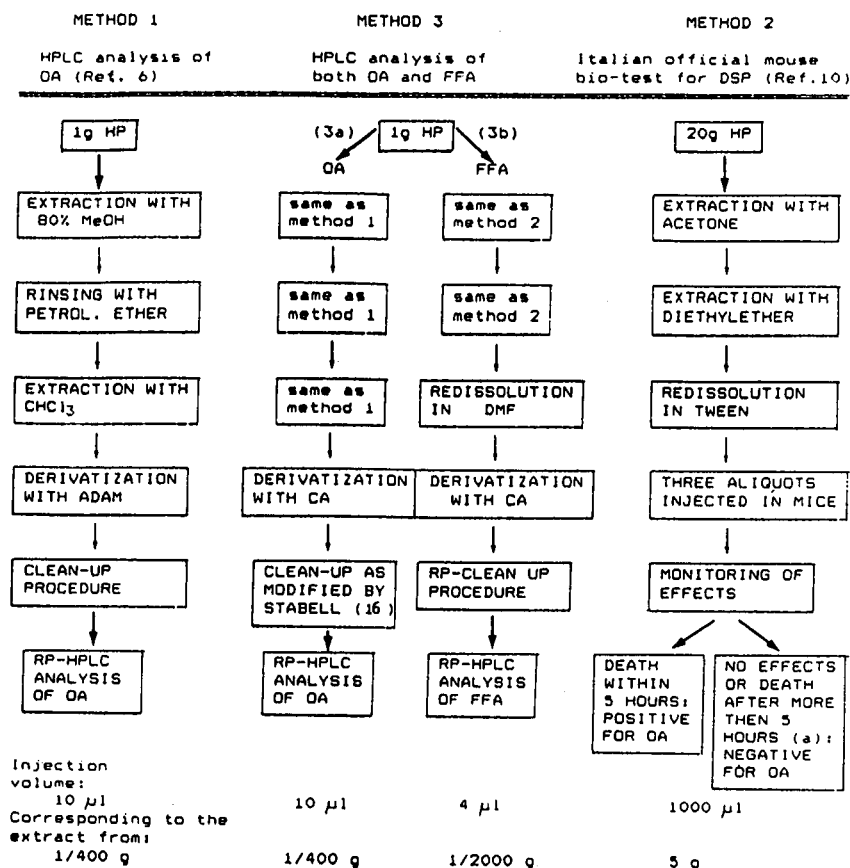 METHOD 1
HPLC analysis of
OA (Ref. 6)
METHOD 3
HPLC analysis of
both OA and FFA
METHOD 2
Italian official mouse
bio-test for DSP (Ref.10)
1g HP
EXTRACTION WITH
80% MeOH
RINSING WITH
PETROL. ETHER
EXTRACTION WITH
CHCl3
DERIVATIZATION
WITH ADAM
CLEAN-UP
PROCEDURE
RP-HPLC
ANALYSIS
OF OA
(3a) 1g HP (3b)
OA FFA
same as
method 1
same as
method 1
same as
method 1
DERIVATIZATION
WITH CA
CLEAN-UP AS
MODIFIED BY
STABELL (16)
RP-HPLC
ANALYSIS
OF OA
same as
method 2
same as
method 2
REDISSOLUTION
IN DMF
DERIVATIZATION
WITH CA
RP-CLEAN UP
PROCEDURE
RP-HPLC
ANALYSIS
OF FFA
20g HP
EXTRACTION WITH
ACETONE
EXTRACTION WITH
DIETHYLETHER
REDISSOLUTION
IN TWEEN
THREE ALIQUOTS
INJECTED IN MICE
MONITORING OF
EFFECTS
DEATH
WITHIN
5 HOURS:
POSITIVE
FOR OA
NO EFFECTS
OR DEATH
AFTER MORE
THEN 5
HOURS (a):
NEGATIVE
FOR OA
Injection
volume:
10 µl 10 µl 4 µl 1000 µl
Corresponding to the
extract from:
1/400 g 1/400 g 1/2000 g 5 g